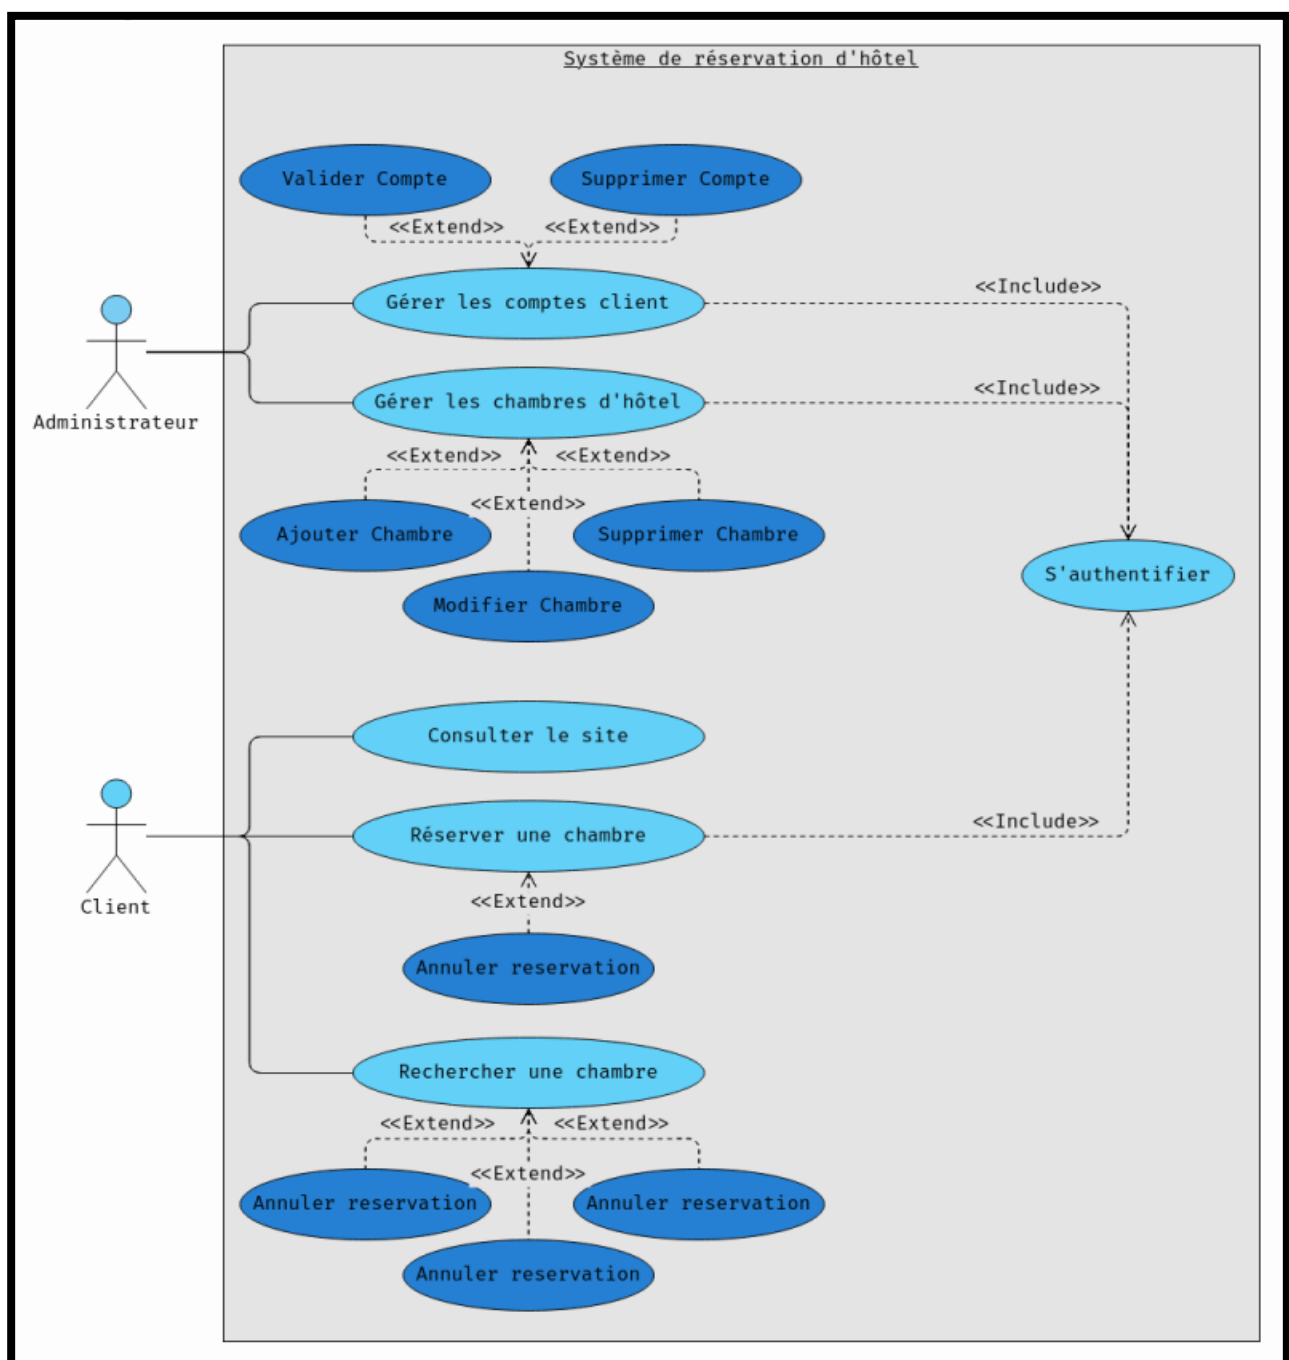 Système de réservation d'hôtel
Valider Compte
Supprimer Compte
<<Extend>>
<<Extend>>
Gérer les comptes client
<<Include>>
Administrateur
Gérer les chambres d'hôtel
<<Include>>
<<Extend>>
<<Extend>>
<<Extend>>
Ajouter Chambre
Supprimer Chambre
Modifier Chambre
S'authentifier
Consulter le site
Client
Réserver une chambre
<<Include>>
<<Extend>>
Annuler reservation
Rechercher une chambre
<<Extend>>
<<Extend>>
<<Extend>>
Annuler reservation
Annuler reservation
Annuler reservation